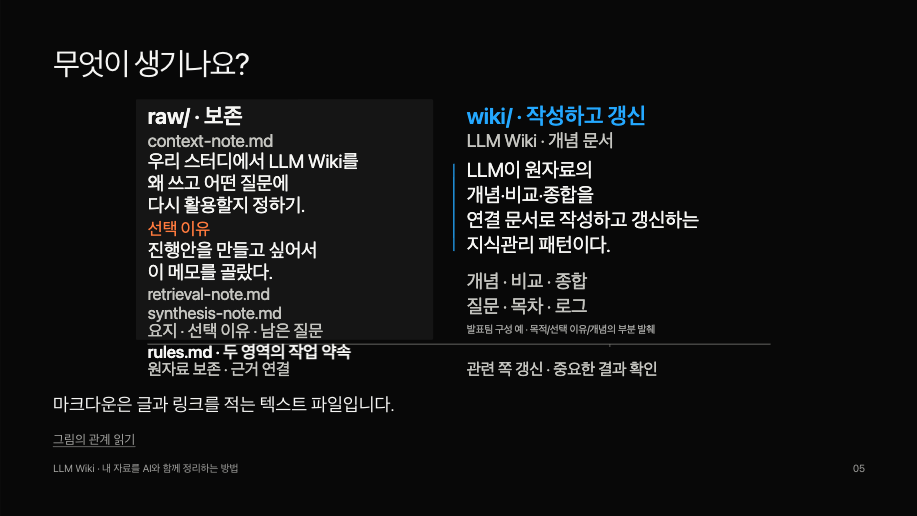 무엇이 생기나요?
raw/ · 보존
context-note.md
우리 스터디에서 LLM Wiki를
왜 쓰고 어떤 질문에
다시 활용할지 정하기.
선택 이유
진행안을 만들고 싶어서
이 메모를 골랐다.
retrieval-note.md
synthesis-note.md
요지 · 선택 이유 · 남은 질문
rules.md · 두 영역의 작업 약속
원자료 보존 · 근거 연결
wiki/ · 작성하고 갱신
LLM Wiki · 개념 문서
LLM이 원자료의
개념·비교·종합을
연결 문서로 작성하고 갱신하는
지식관리 패턴이다.
개념 · 비교 · 종합
질문 · 목차 · 로그
발표팀 구성 예 · 목적/선택 이유/개념의 부분 발췌
관련 쪽 갱신 · 중요한 결과 확인
마크다운은 글과 링크를 적는 텍스트 파일입니다.
그림의 관계 읽기
LLM Wiki · 내 자료를 AI와 함께 정리하는 방법
05